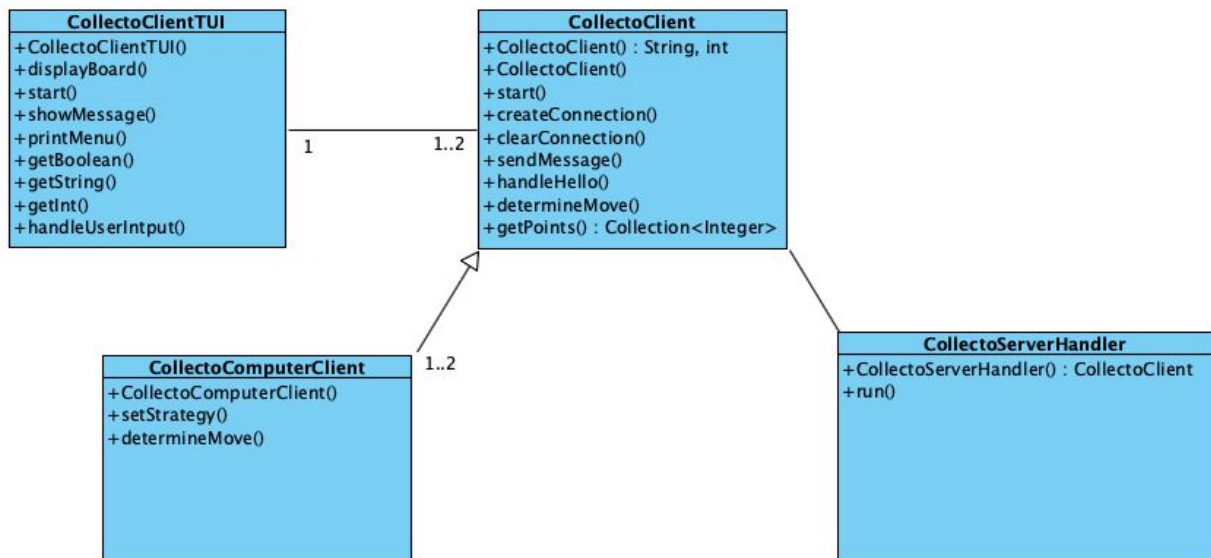 CollectoClientTUI
+CollectoClientTUI()
+displayBoard()
+start()
+showMessage()
+printMenu()
+getBoolean()
+getString()
+getInt()
+handleUserIntput()
1
1..2
CollectoClient
+CollectoClient() : String, int
+CollectoClient()
+start()
+createConnection()
+clearConnection()
+sendMessage()
+handleHello()
+determineMove()
+getPoints() : Collection<Integer>
CollectoComputerClient
+CollectoComputerClient()
+setStrategy()
+determineMove()
1..2
CollectoServerHandler
+CollectoServerHandler() : CollectoClient
+run()